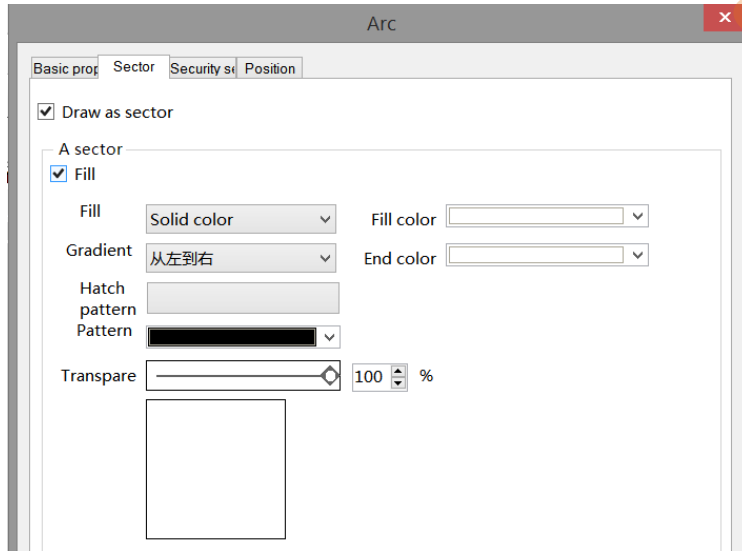 Arc
Basic prop Sector Security se Position
Draw as sector
A sector
Fill
Fill Solid color Fill color
Gradient 从左到右 End color
Hatch
pattern
Pattern
Transpare 100 %